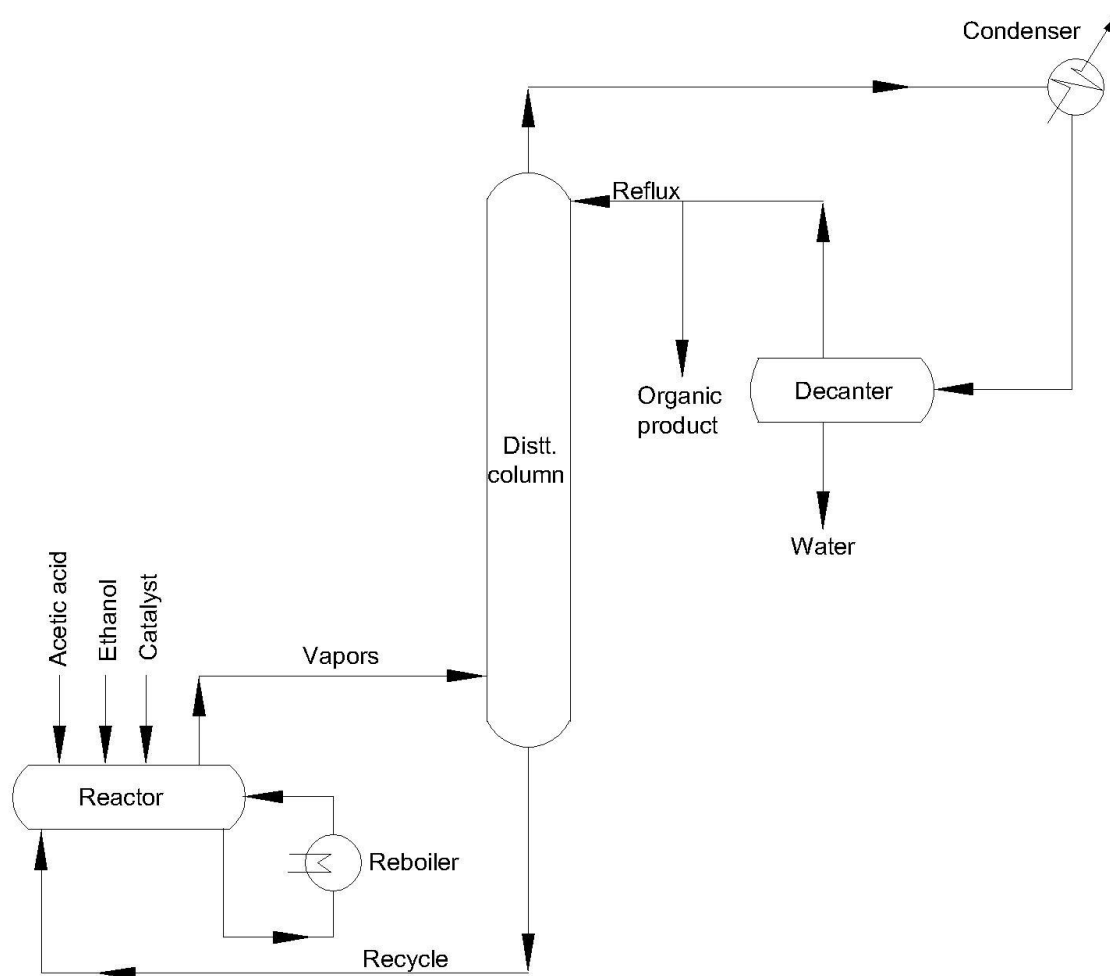 Condenser
Reflux
Organic
product
Decanter
Distt.
column
Water
Acetic acid
Ethanol
Catalyst
Vapors
Reactor
Reboiler
Recycle